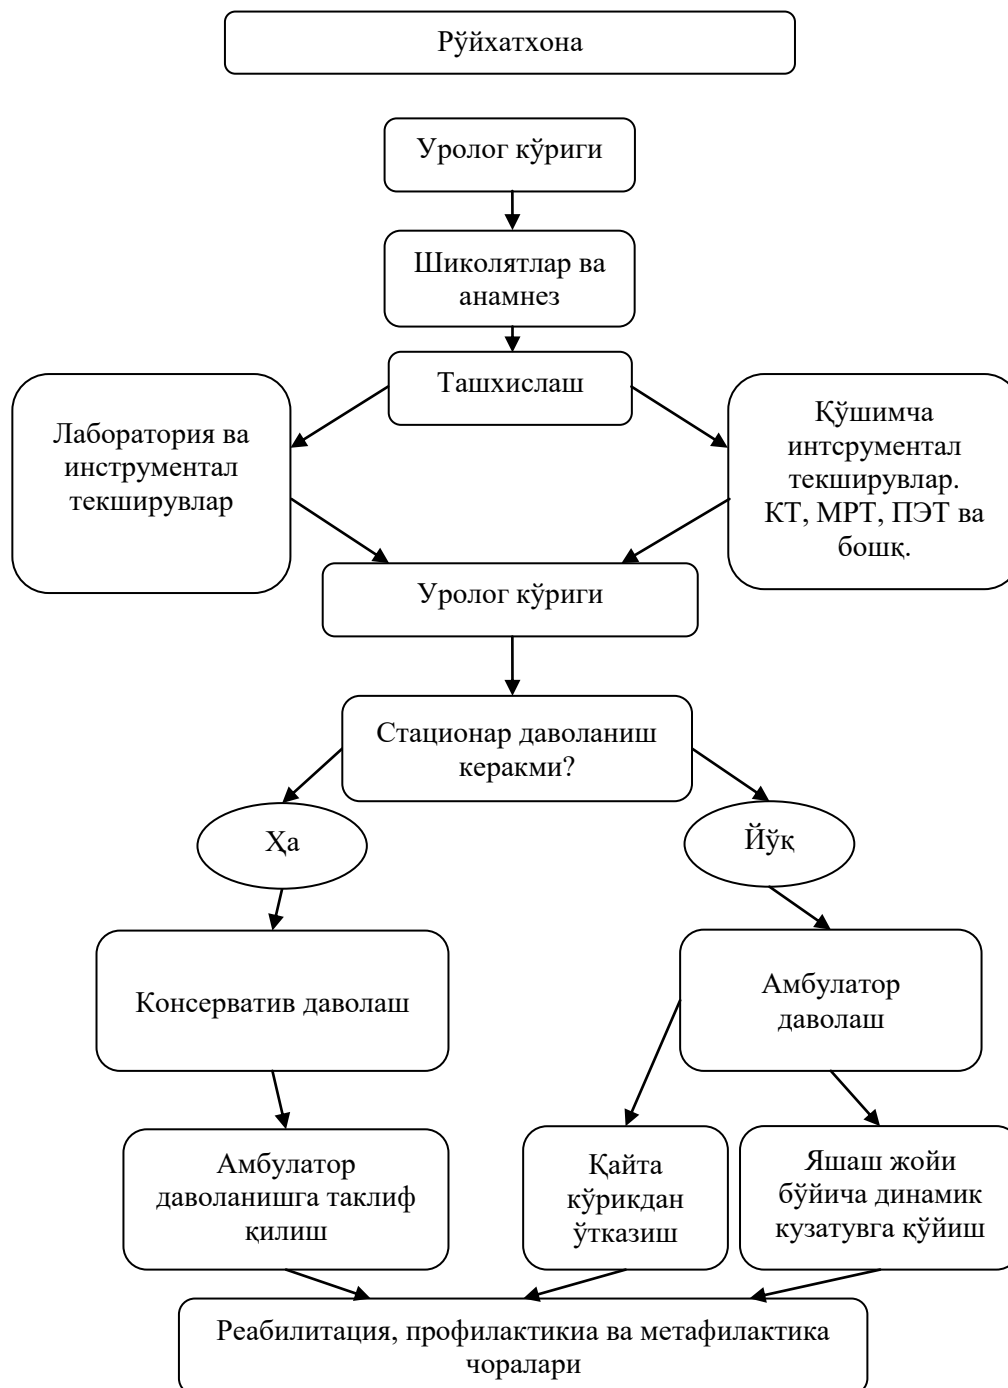 Рўйхатхона
Уролог кўриги
Шиколятлар ва
анамнез
Ташхислаш
Лаборатория ва
инструментал
текширувлар
Қўшимча
интсрументал
текширувлар.
КТ, МРТ, ПЭТ ва
бошқ.
Уролог кўриги
Стационар даволаниш
керакми?
Ҳа
Йўқ
Консерватив даволаш
Амбулатор
даволаш
Амбулатор
даволанишга таклиф
қилиш
Қайта
кўрикдан
ўтказиш
Яшаш жойи
бўйича динамик
кузатувга қўйиш
Реабилитация, профилактикиа ва метафилактика
чоралари